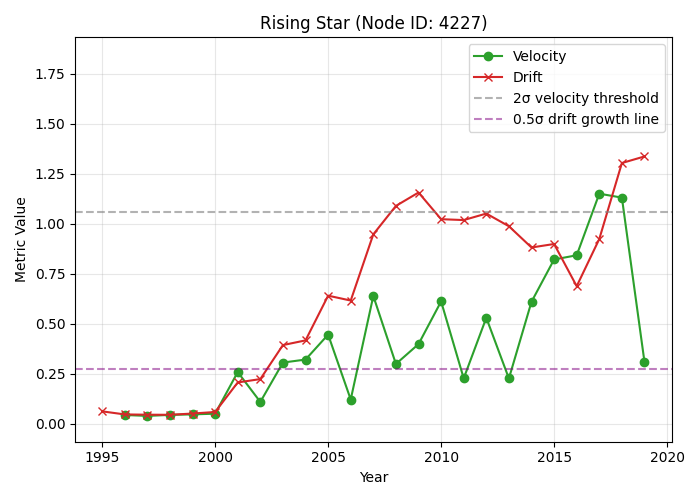 Rising Star (Node ID: 4227)
Velocity
Drift
2σ velocity threshold
0.5σ drift growth line
1.75
1.50
1.25
1.00
0.75
0.50
0.25
0.00
Metric Value
1995
2000
2005
2010
2015
2020
Year